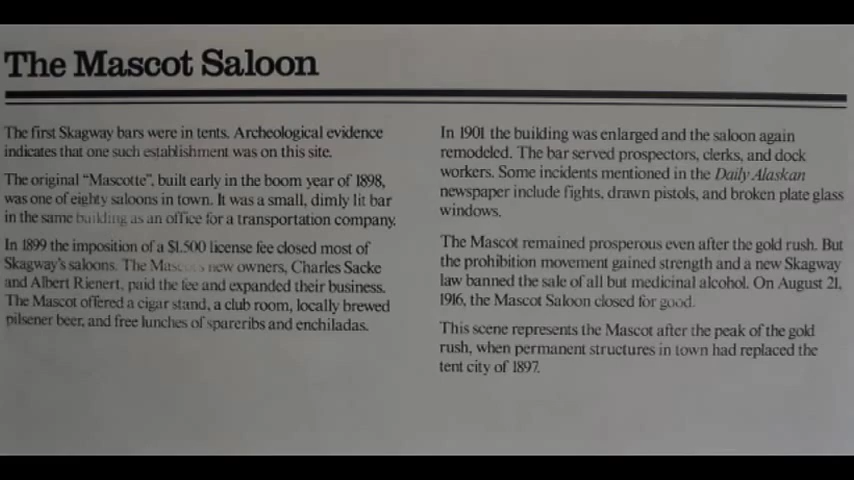 The Mascot Saloon
The first Skagway bars were in tents. Archeological evidence
indicates that one such establishment was on this site.
The original “Mascotte”, built early in the boom year of 1898,
was one of eighty saloons in town. It was a small, dimly lit bar
in the same building as an office for a transportation company.
In 1899 the imposition of a $1,500 license fee closed most of
Skagway's saloons. The Mascot's new owners, Charles Sacke
and Albert Rienert, paid the fee and expanded their business.
The Mascot offered a cigar stand, a club room, locally brewed
pilsener beer, and free lunches of spareribs and enchiladas.
In 1901 the building was enlarged and the saloon again
remodeled. The bar served prospectors, clerks, and dock
workers. Some incidents mentioned in the Daily Alaskan
newspaper include fights, drawn pistols, and broken plate glass
windows.
The Mascot remained prosperous even after the gold rush. But
the prohibition movement gained strength and a new Skagway
law banned the sale of all but medicinal alcohol. On August 21,
1916, the Mascot Saloon closed for good.
This scene represents the Mascot after the peak of the gold
rush, when permanent structures in town had replaced the
tent city of 1897.